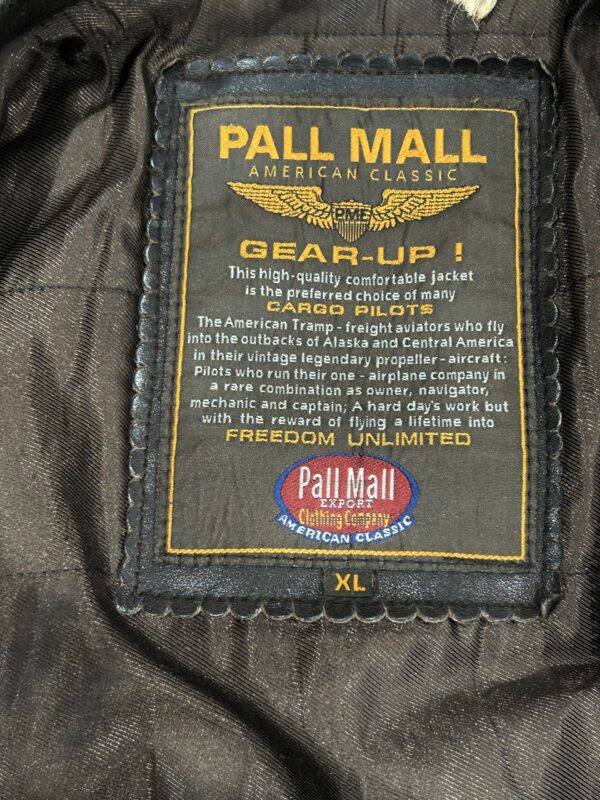 PALL MALL
AMERICAN CLASSIC
PME
GEAR-UP !
This high-quality comfortable jacket
is the preferred choice of many
CARGO PILOTS
The American Tramp - freight aviators who fly
into the outbacks of Alaska and Central America
in their vintage legendary propeller - aircraft:
Pilots who run their one - airplane company in
a rare combination as owner, navigator,
mechanic and captain; A hard day's work but
with the reward of flying a lifetime into
FREEDOM UNLIMITED
Pall Mall
EXPORT
Clothing Company
AMERICAN CLASSIC
XL